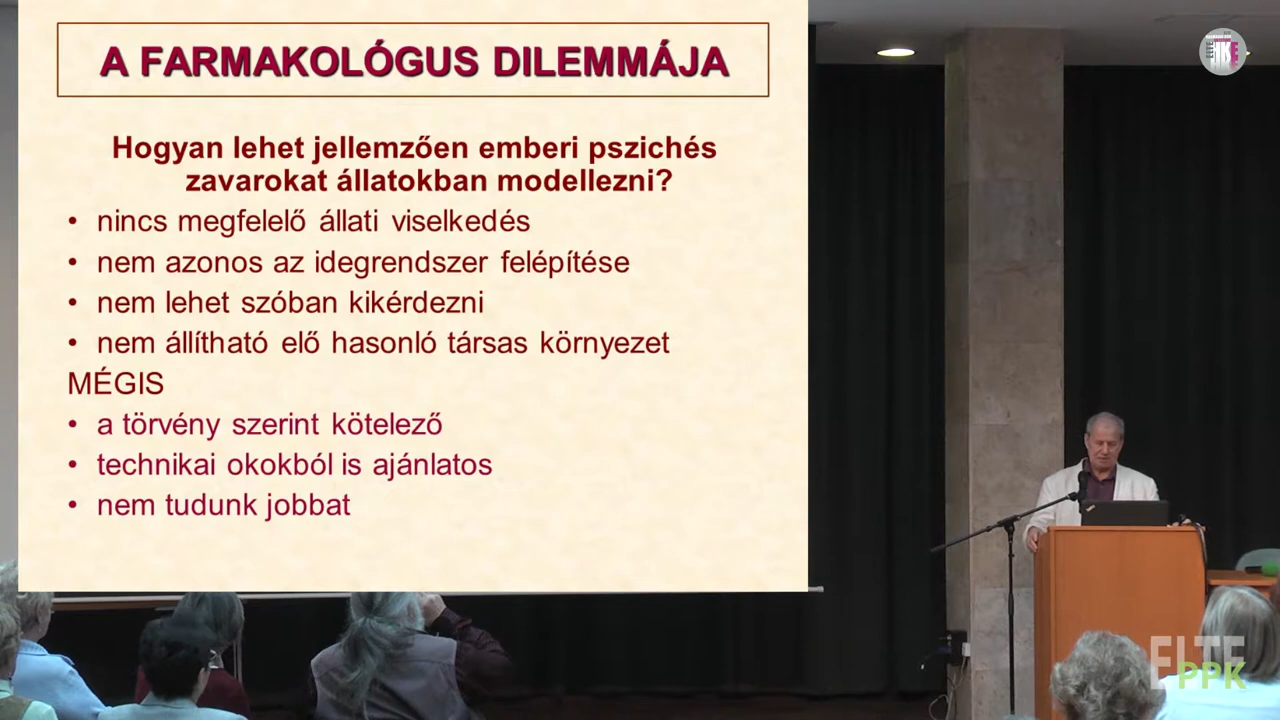 A FARMAKOLÓGUS DILEMMÁJA
Hogyan lehet jellemzően emberi pszichés
zavarokat állatokban modellezni?
• nincs megfelelő állati viselkedés
• nem azonos az idegrendszer felépítése
• nem lehet szóban kikérdezni
• nem állítható elő hasonló társas környezet
MÉGIS
• a törvény szerint kötelező
• technikai okokból is ajánlatos
• nem tudunk jobbat
ELTE
PPK